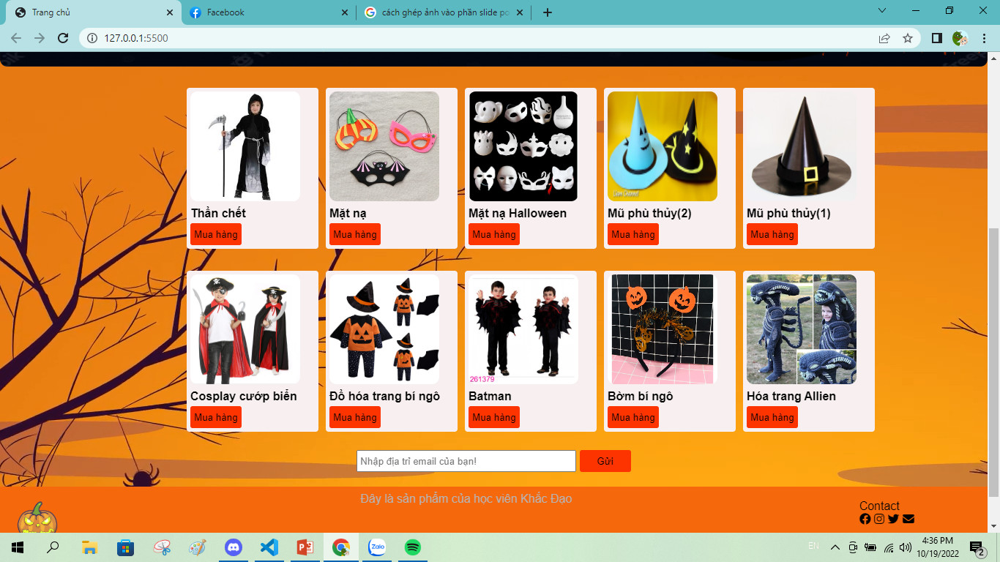 Trang chủ
Facebook
cách ghép ảnh vào phần slide po
127.0.0.1:5500
Thần chết
Mặt nạ
Mặt nạ Halloween
Mũ phù thủy(2)
Mũ phù thủy(1)
Mua hàng
Mua hàng
Mua hàng
Mua hàng
Mua hàng
261379
Cosplay cướp biển
Đồ hóa trang bí ngô
Batman
Bờm bí ngô
Hóa trang Allien
Mua hàng
Mua hàng
Mua hàng
Mua hàng
Mua hàng
Nhập địa trỉ email của bạn!
Gửi
Đây là sản phẩm của học viên Khắc Đạo
Contact
Zalo
EN
4:36 PM
10/19/2022
2